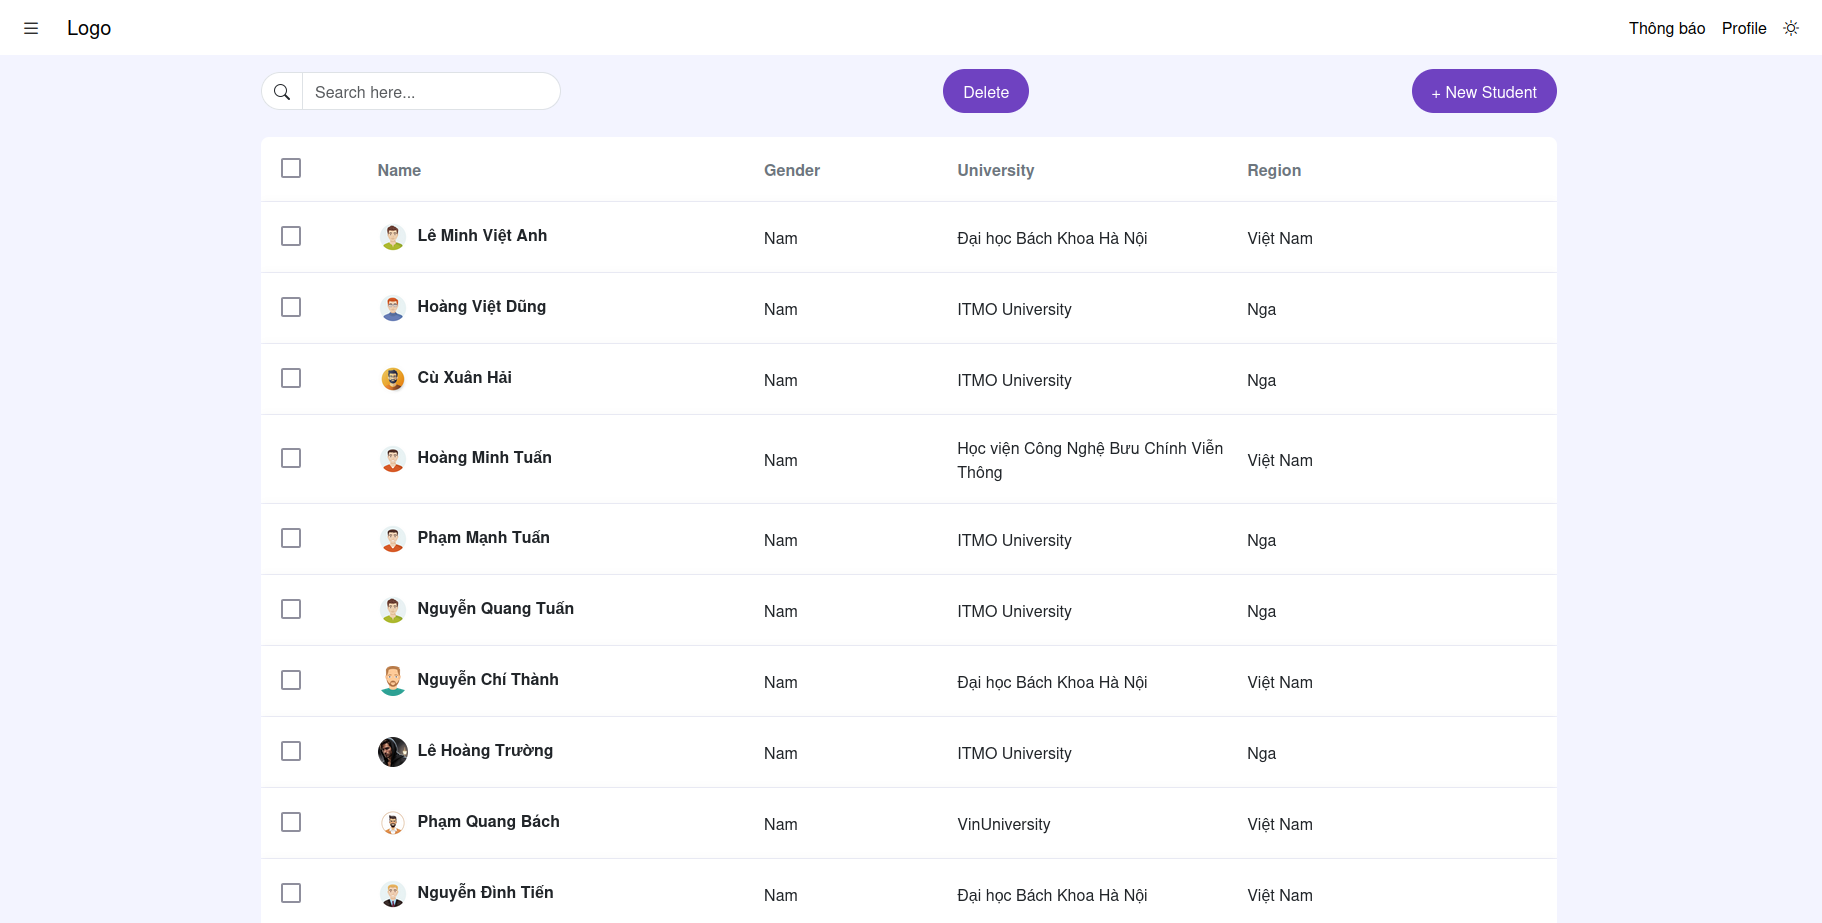 Logo
Thông báo Profile
Search here...
Delete
+ New Student
Name Gender University Region
Lê Minh Việt Anh Nam Đại học Bách Khoa Hà Nội Việt Nam
Hoàng Việt Dũng Nam ITMO University Nga
Cù Xuân Hải Nam ITMO University Nga
Hoàng Minh Tuấn Nam Học viện Công Nghệ Bưu Chính Viễn Việt Nam
Thông
Phạm Mạnh Tuấn Nam ITMO University Nga
Nguyễn Quang Tuấn Nam ITMO University Nga
Nguyễn Chí Thành Nam Đại học Bách Khoa Hà Nội Việt Nam
Lê Hoàng Trường Nam ITMO University Nga
Phạm Quang Bách Nam VinUniversity Việt Nam
Nguyễn Đình Tiến Nam Đại học Bách Khoa Hà Nội Việt Nam